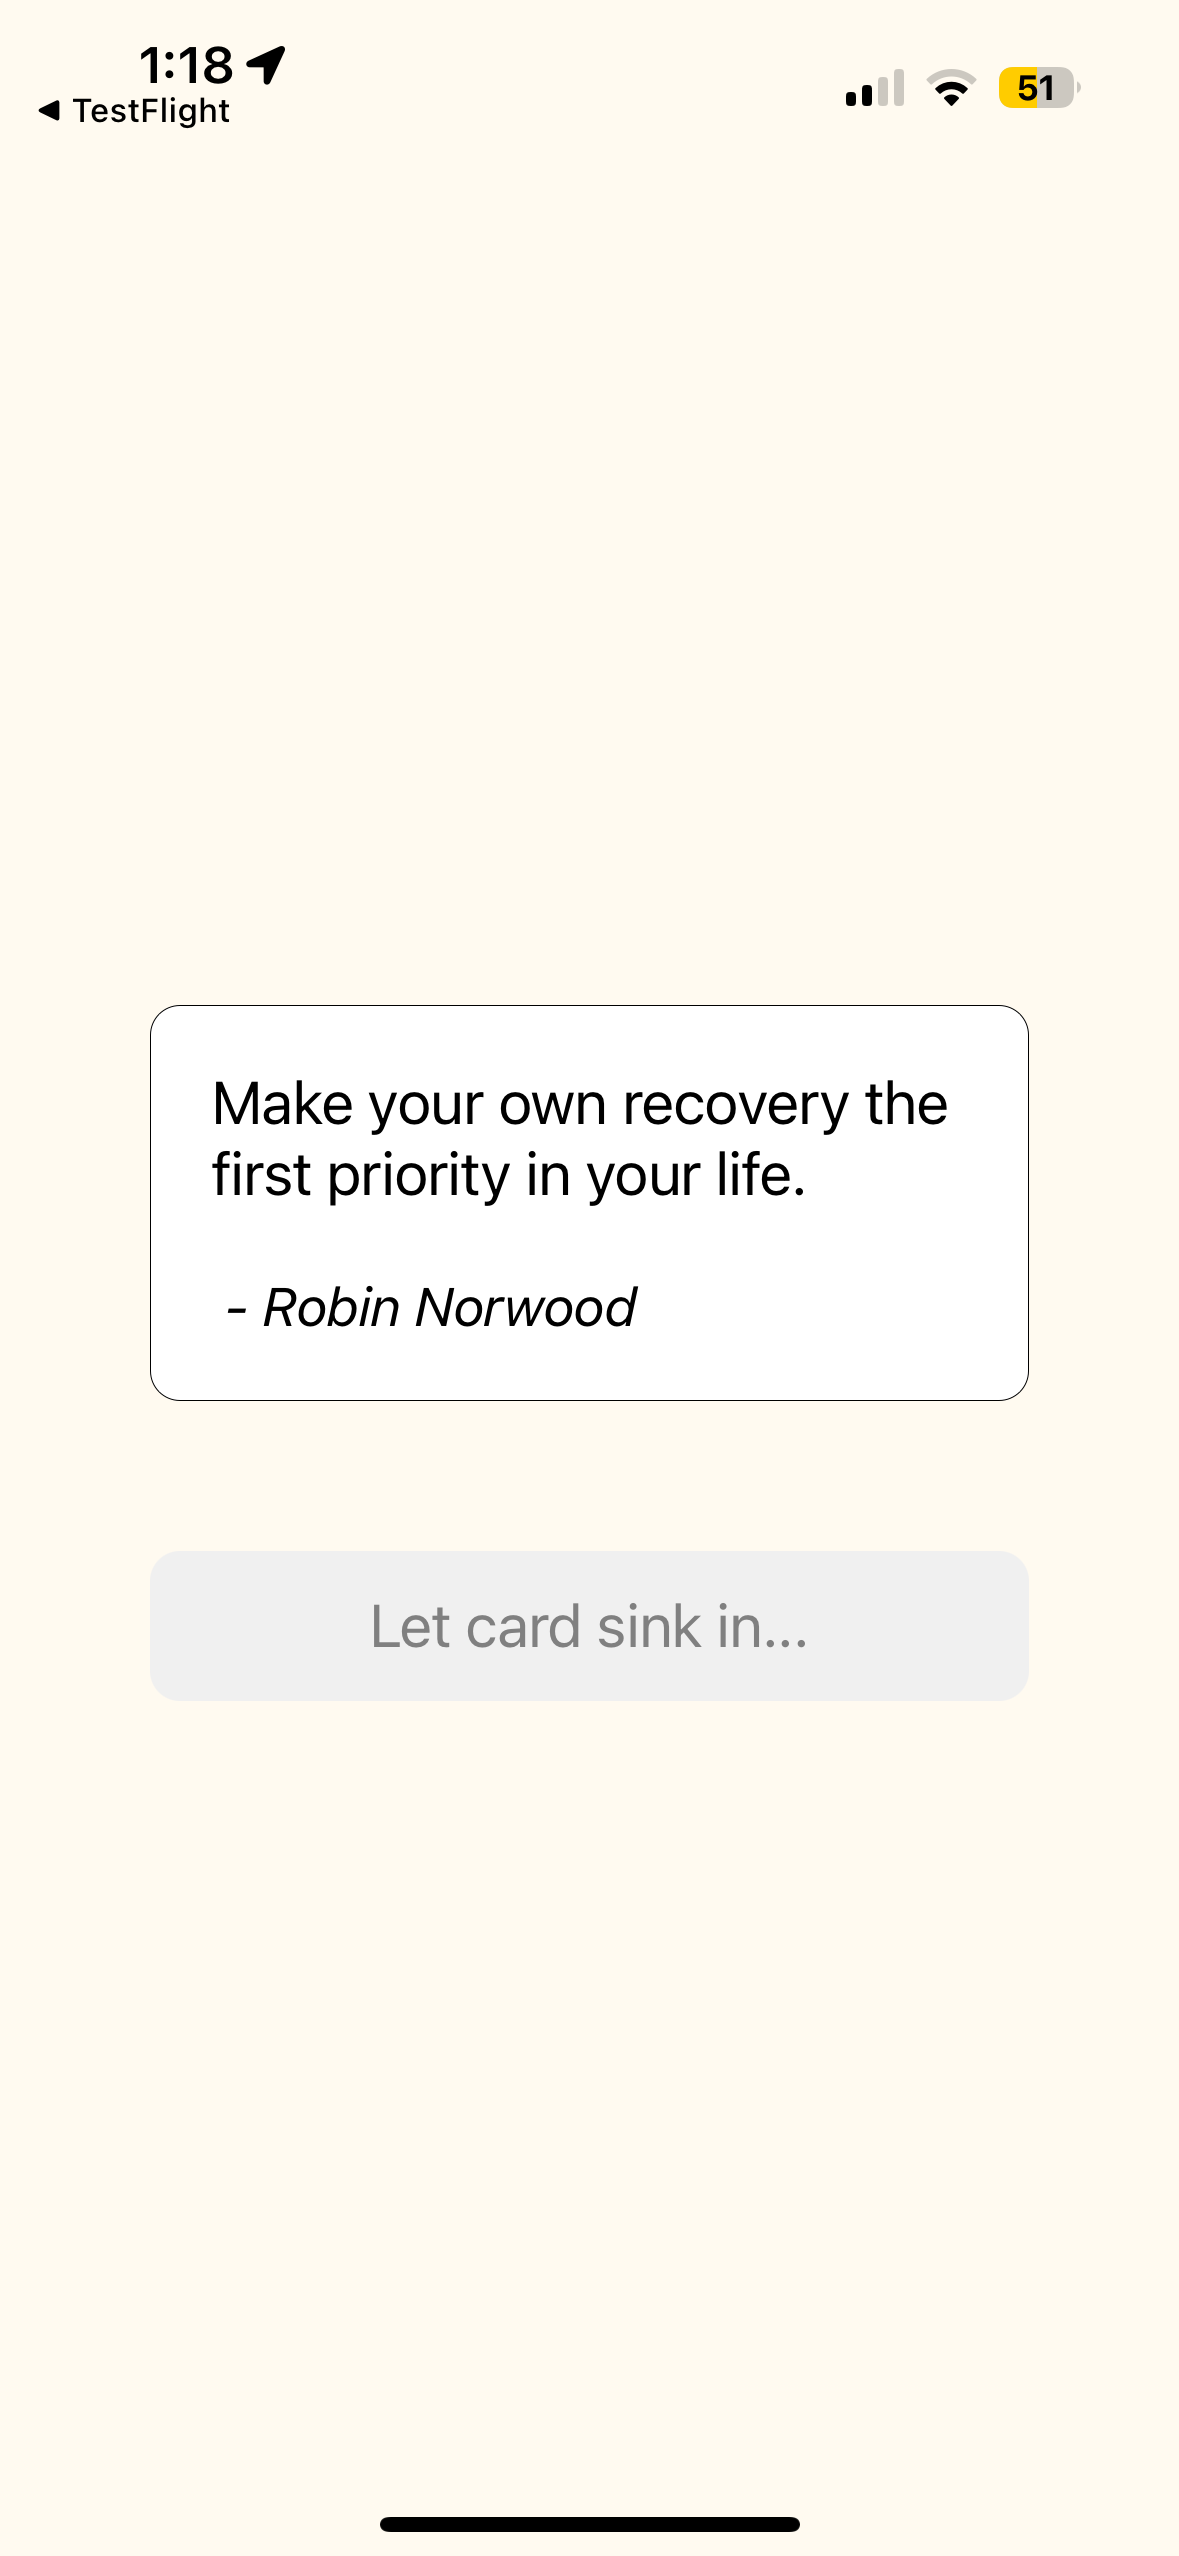 1:18
TestFlight
51
Make your own recovery the
first priority in your life.
- Robin Norwood
Let card sink in...